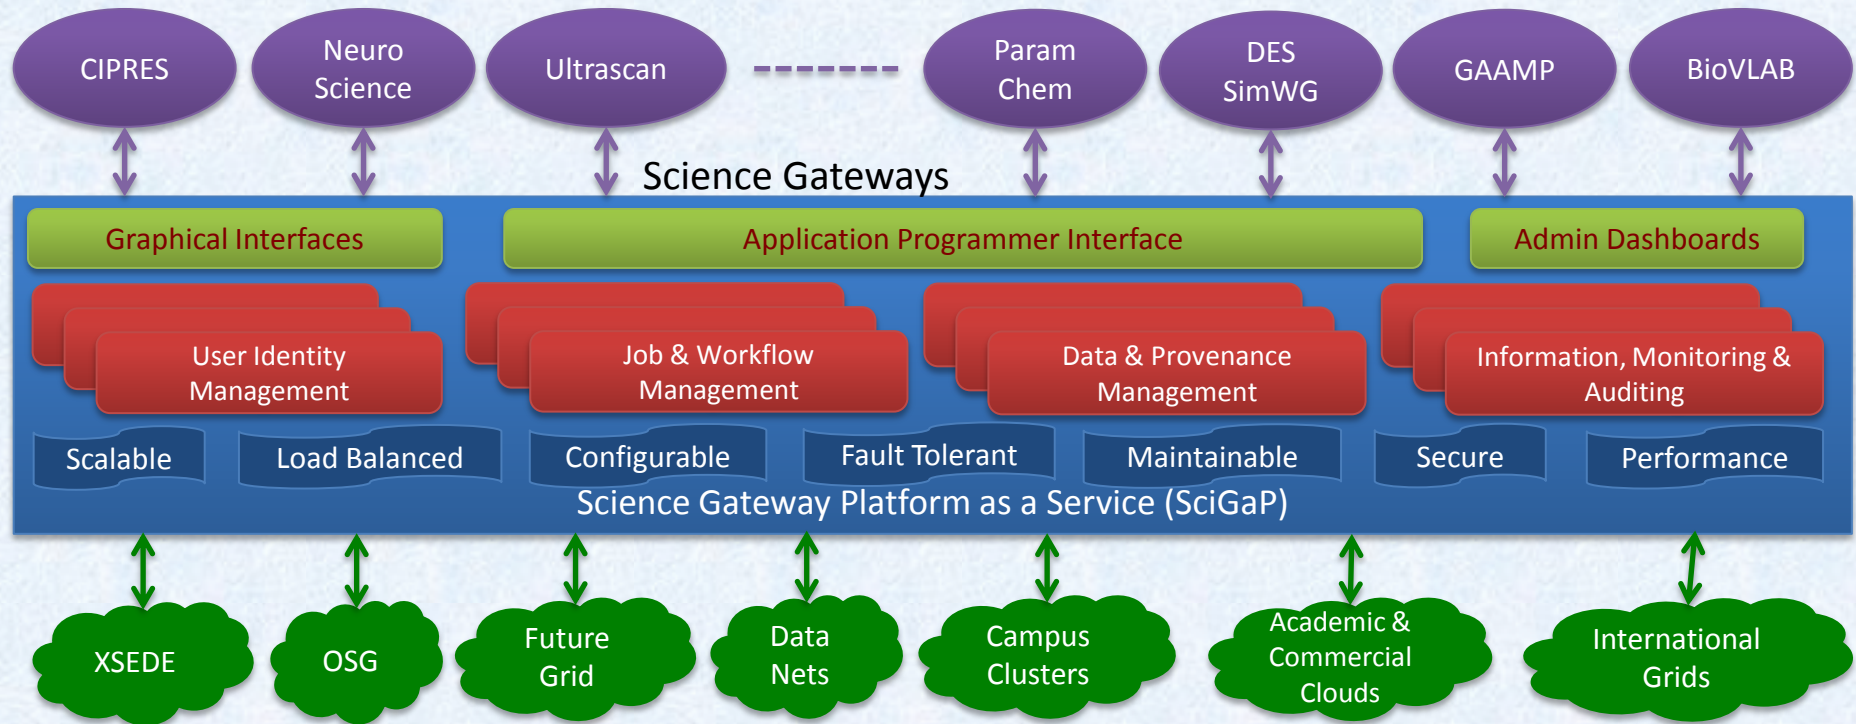 CIPRES
Neuro
Science
Ultrascan
Param
Chem
DES
SimWG
GAAMP
BioVLAB
Science Gateways
Graphical Interfaces
Application Programmer Interface
Admin Dashboards
User Identity
Management
Job & Workflow
Management
Data & Provenance
Management
Information, Monitoring &
Auditing
Scalable
Load Balanced
Configurable
Fault Tolerant
Maintainable
Secure
Performance
Science Gateway Platform as a Service (SciGaP)
XSEDE
OSG
Future
Grid
Data
Nets
Campus
Clusters
Academic &
Commercial
Clouds
International
Grids